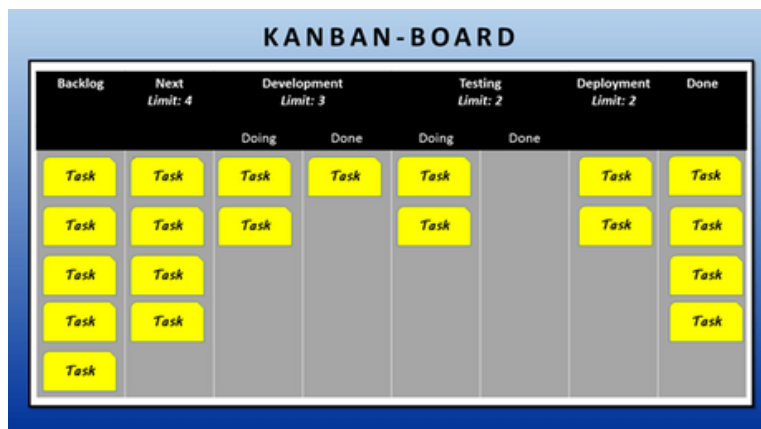 KANBAN-BOARD
Backlog Next Development Testing Deployment Done
Limit: 4 Limit: 3 Limit: 2 Limit: 2
Doing Done Doing Done
Task Task Task Task Task Task Task
Task Task Task Task Task Task
Task Task Task
Task Task Task
Task